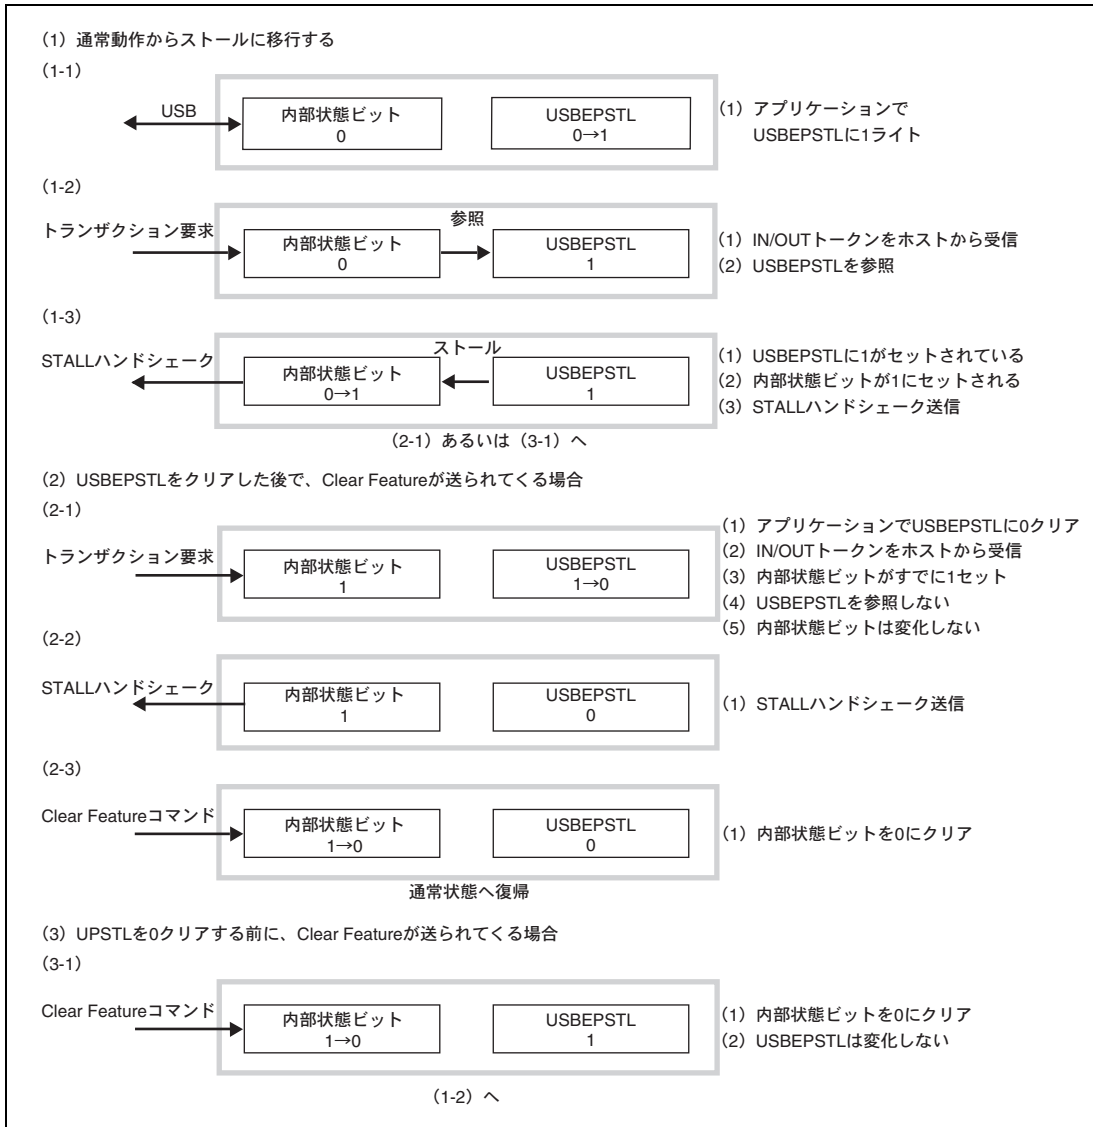 (1) 通常動作からストールに移行する
(1-1)
USB
内部状態ビット
0
USBEPSTL
0→1
(1) アプリケーションで
USBEPSTLに1ライト
(1-2)
トランザクション要求
内部状態ビット
0
参照
USBEPSTL
1
(1) IN/OUTトークンをホストから受信
(2) USBEPSTLを参照
(1-3)
STALLハンドシェーク
内部状態ビット
0→1
ストール
USBEPSTL
1
(1) USBEPSTLに1がセットされている
(2) 内部状態ビットが1にセットされる
(3) STALLハンドシェーク送信
(2-1) あるいは (3-1) へ
(2) USBEPSTLをクリアした後で、Clear Featureが送られてくる場合
(2-1)
トランザクション要求
内部状態ビット
1
USBEPSTL
1→0
(1) アプリケーションでUSBEPSTLに0クリア
(2) IN/OUTトークンをホストから受信
(3) 内部状態ビットがすでに1セット
(4) USBEPSTLを参照しない
(5) 内部状態ビットは変化しない
(2-2)
STALLハンドシェーク
内部状態ビット
1
USBEPSTL
0
(1) STALLハンドシェーク送信
(2-3)
Clear Featureコマンド
内部状態ビット
1→0
USBEPSTL
0
(1) 内部状態ビットを0にクリア
通常状態へ復帰
(3) UPSTLを0クリアする前に、Clear Featureが送られてくる場合
(3-1)
Clear Featureコマンド
内部状態ビット
1→0
USBEPSTL
1
(1) 内部状態ビットを0にクリア
(2) USBEPSTLは変化しない
(1-2) へ